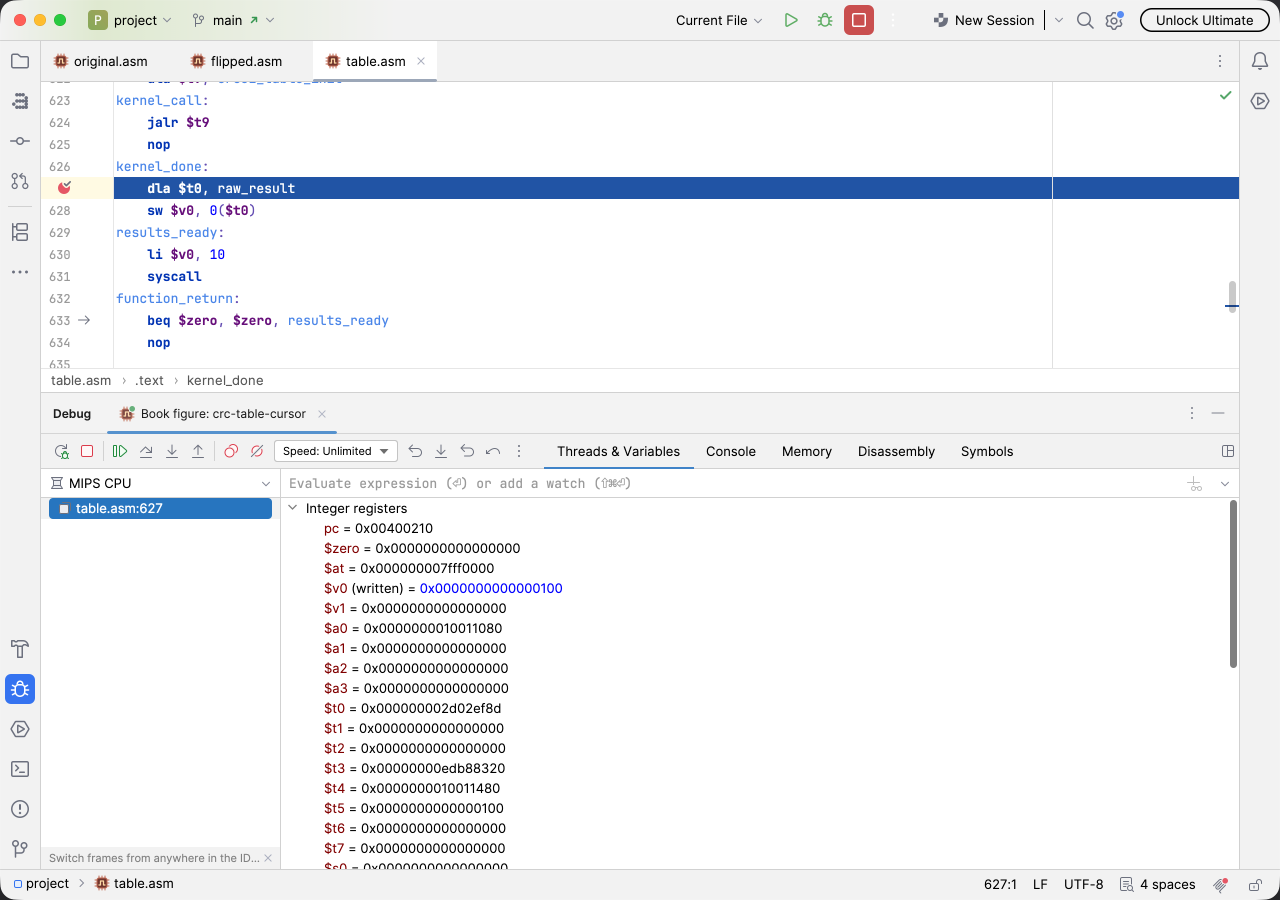 P project main Current File New Session Unlock Ultimate
original.asm flipped.asm table.asm
623 kernel_call:
624 jalr $t9
625 nop
626 kernel_done:
dla $t0, raw_result
628 sw $v0, 0($t0)
629 results_ready:
630 li $v0, 10
631 syscall
632 function_return:
633 beq $zero, $zero, results_ready
634 nop
635
table.asm › .text › kernel_done
Debug Book figure: crc-table-cursor
Speed: Unlimited Threads & Variables Console Memory Disassembly Symbols
MIPS CPU
Evaluate expression (⏎) or add a watch (⇧⌘⏎)
table.asm:627
Integer registers
pc = 0x00400210
$zero = 0x0000000000000000
$at = 0x000000007fff0000
$v0 (written) = 0x0000000000000100
$v1 = 0x0000000000000000
$a0 = 0x0000000010011080
$a1 = 0x0000000000000000
$a2 = 0x0000000000000000
$a3 = 0x0000000000000000
$t0 = 0x000000002d02ef8d
$t1 = 0x0000000000000000
$t2 = 0x0000000000000000
$t3 = 0x00000000edb88320
$t4 = 0x0000000010011480
$t5 = 0x0000000000000100
$t6 = 0x0000000000000000
$t7 = 0x0000000000000000
$s0 = 0x0000000000000000
Switch frames from anywhere in the ID...
project › table.asm 627:1 LF UTF-8 4 spaces